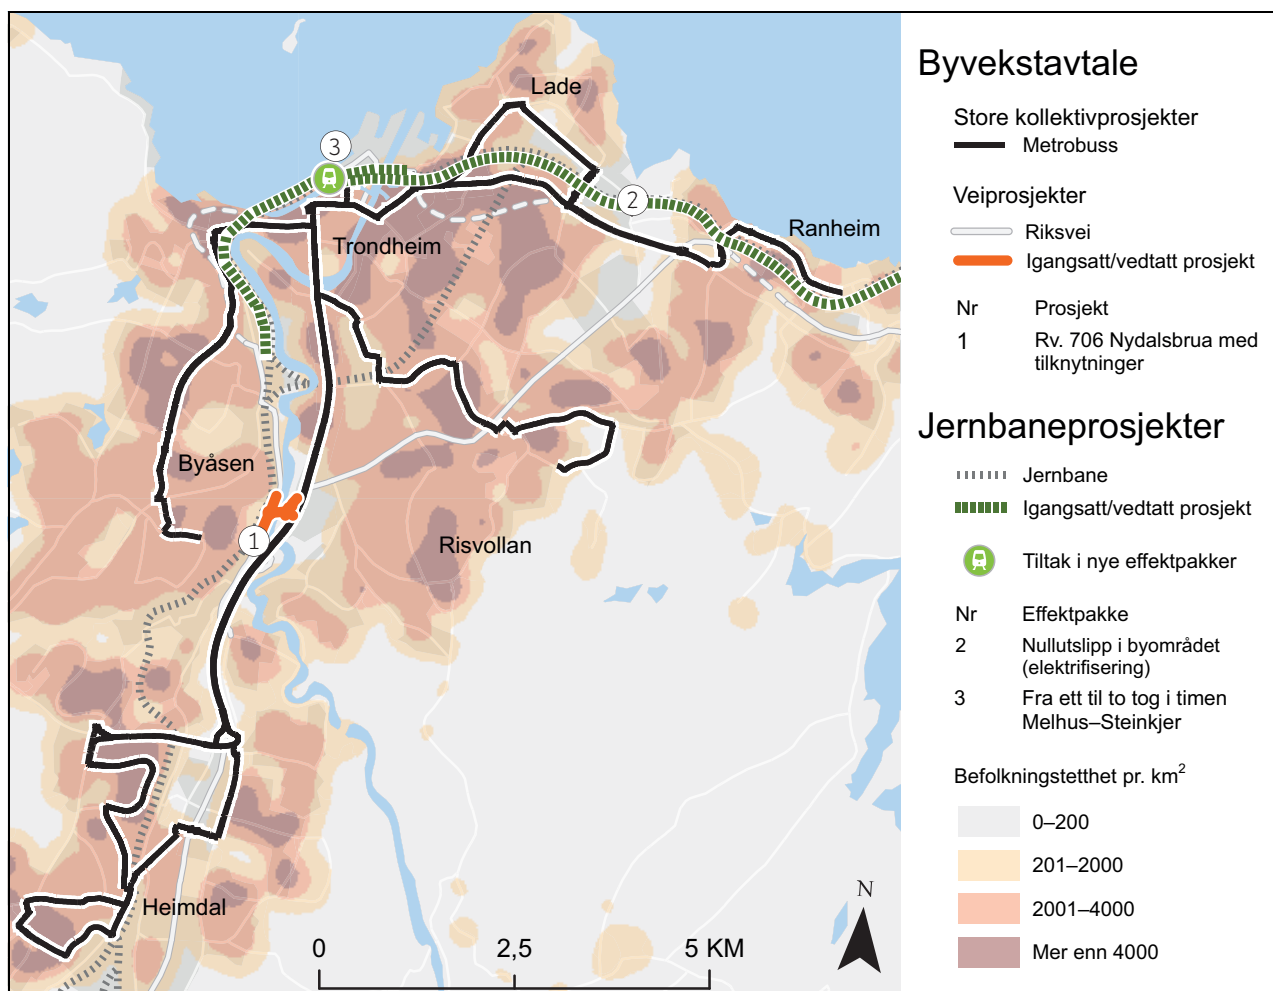 Lade
3
2
Ranheim
Trondheim
Byåsen
1
Risvollan
Heimdal
N
0
2,5
5 KM
Byvekstavtale
Store kollektivprosjekter
Metrobuss
Veiprosjekter
Riksvei
Igangsatt/vedtatt prosjekt
Nr Prosjekt
1 Rv. 706 Nydalsbrua med
tilknytninger
Jernbaneprosjekter
Jernbane
Igangsatt/vedtatt prosjekt
Tiltak i nye effektpakker
Nr Effektpakke
2 Nullutslipp i byområdet
(elektrifisering)
3 Fra ett til to tog i timen
Melhus–Steinkjer
Befolkningstetthet pr. km²
0–200
201–2000
2001–4000
Mer enn 4000